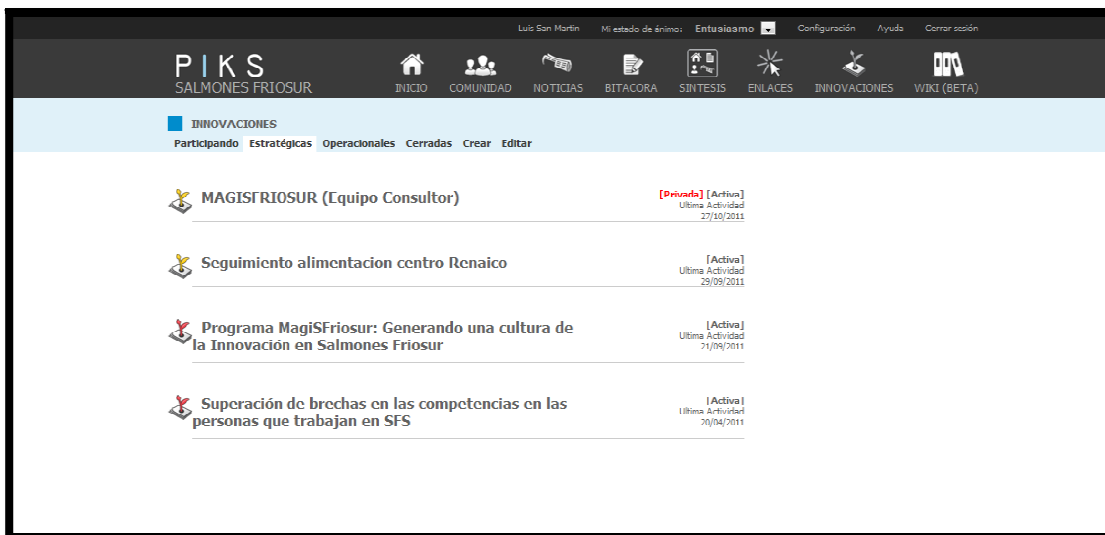 Luis San Martin Mi estado de ánimo: Entusiasmo Configuración Ayuda Cerrar sesión
PIKS
SALMONES FRIOSUR
INICIO COMUNIDAD NOTICIAS BITACORA SINTESIS ENLACES INNOVACIONES WIKI (BETA)
INNOVACIONES
Participando Estratégicas Operacionales Cerradas Crear Editar
MAGISFRIOSUR (Equipo Consultor) [Privada] [Activa]
Ultima Actividad
27/10/2011
Seguimiento alimentacion centro Renaico [Activa]
Ultima Actividad
29/09/2011
Programa MagiSFriosur: Generando una cultura de
la Innovación en Salmones Friosur
[Activa]
Ultima Actividad
21/09/2011
Superación de brechas en las competencias en las
personas que trabajan en SFS
[Activa]
Ultima Actividad
20/04/2011